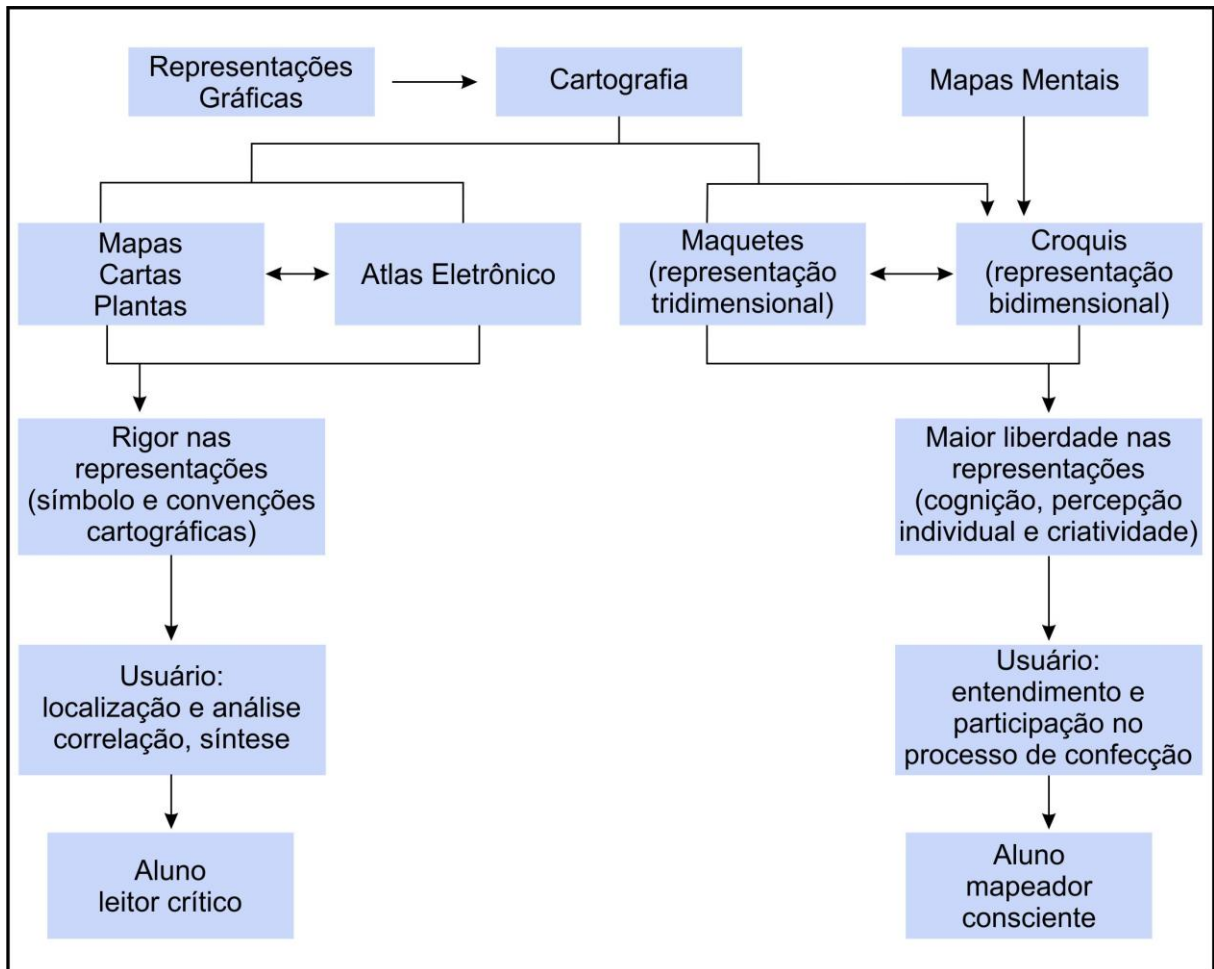 Representações
Gráficas
Cartografia
Mapas Mentais
Mapas
Cartas
Plantas
Atlas Eletrônico
Maquetes
(representação
tridimensional)
Croquis
(representação
bidimensional)
Rigor nas
representações
(símbolo e convenções
cartográficas)
Maior liberdade nas
representações
(cognição, percepção
individual e criatividade)
Usuário:
localização e análise
correlação, síntese
Usuário:
entendimento e
participação no
processo de confecção
Aluno
leitor crítico
Aluno
mapeador
consciente